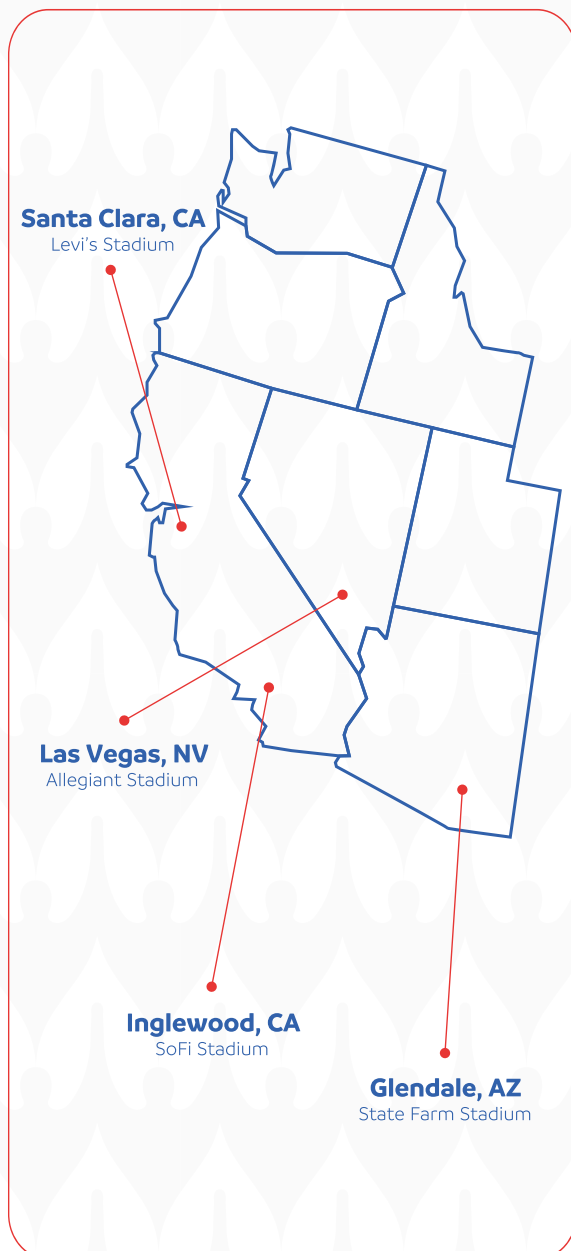 Santa Clara, CA
Levi's Stadium
Las Vegas, NV
Allegiant Stadium
Inglewood, CA
SoFi Stadium
Glendale, AZ
State Farm Stadium